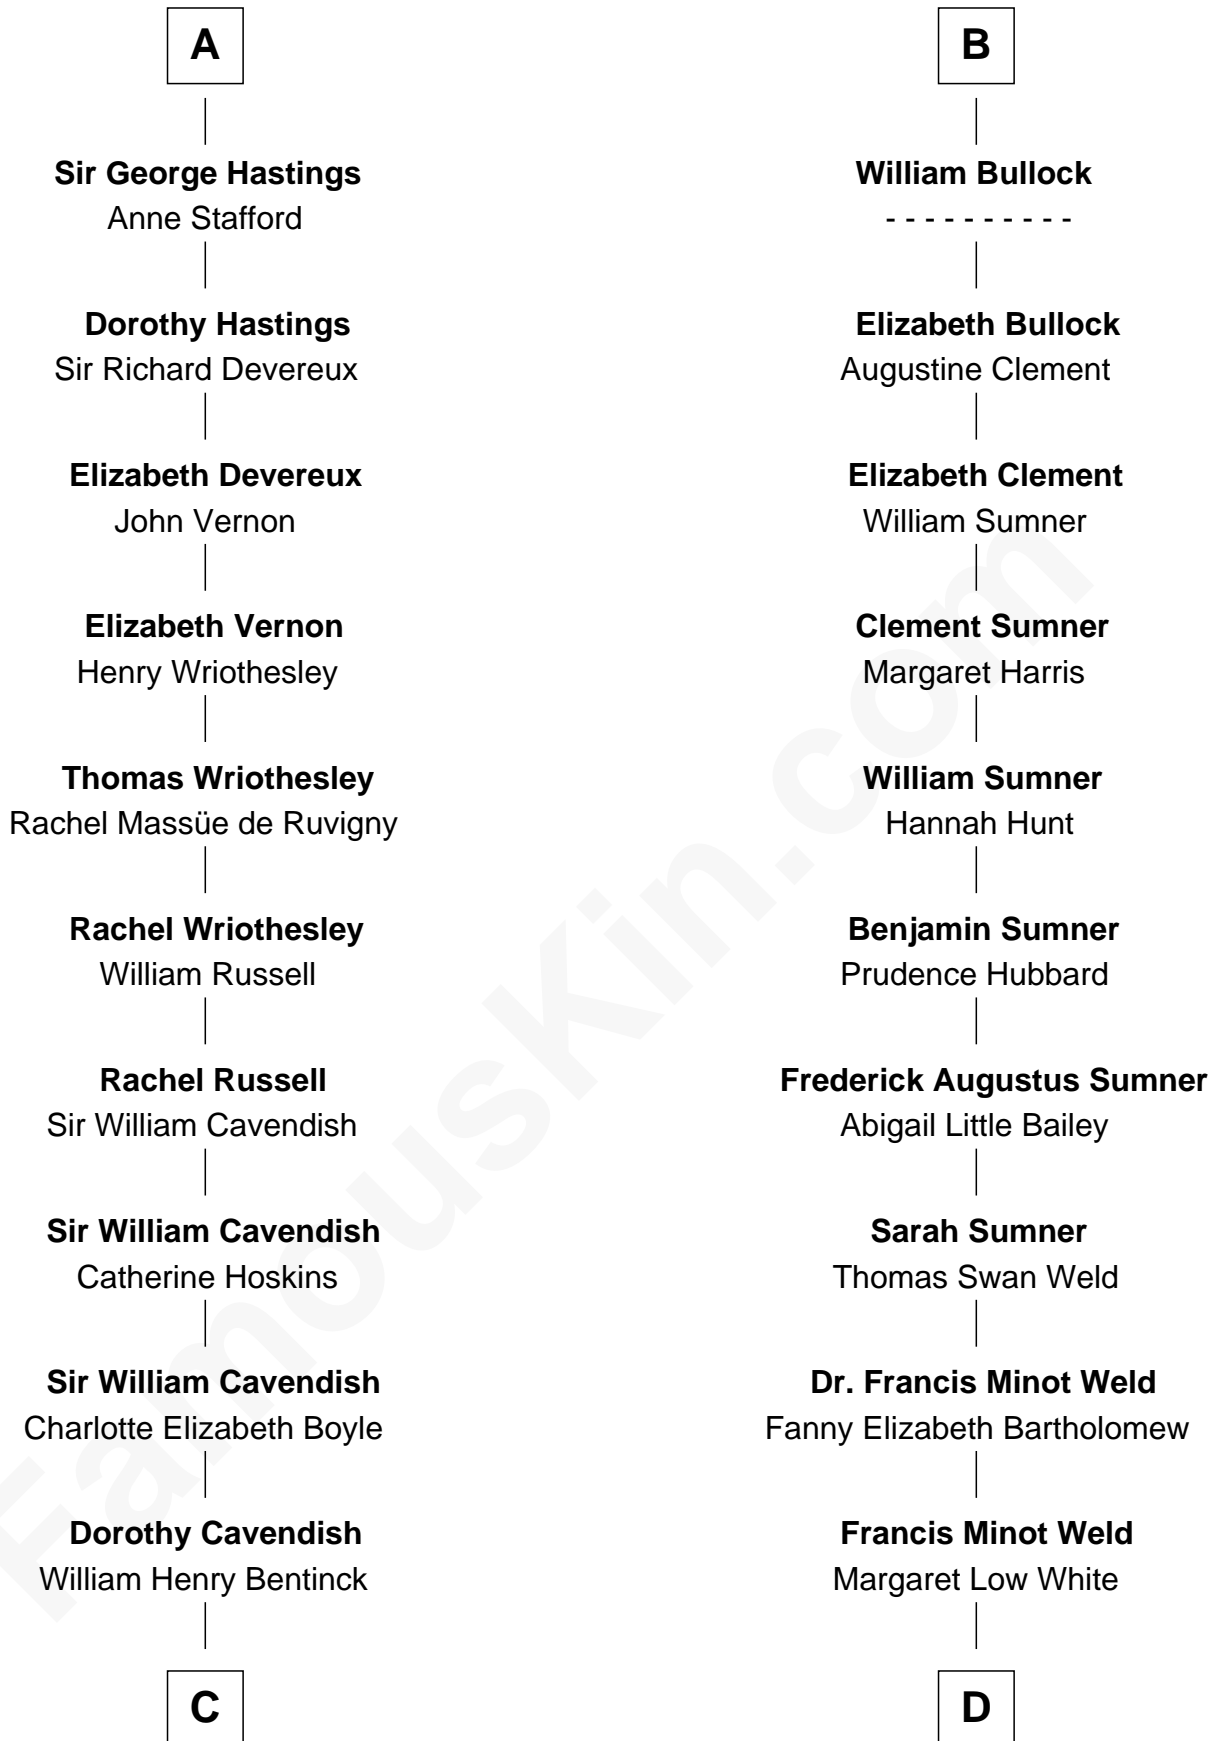 A
Sir George Hastings
Anne Stafford
Dorothy Hastings
Sir Richard Devereux
Elizabeth Devereux
John Vernon
Elizabeth Vernon
Henry Wriothesley
Thomas Wriothesley
Rachel Massüe de Ruvigny
Rachel Wriothesley
William Russell
Rachel Russell
Sir William Cavendish
Sir William Cavendish
Catherine Hoskins
Sir William Cavendish
Charlotte Elizabeth Boyle
Dorothy Cavendish
William Henry Bentinck
C
B
William Bullock
- - - - - - - - - -
Elizabeth Bullock
Augustine Clement
Elizabeth Clement
William Sumner
Clement Sumner
Margaret Harris
William Sumner
Hannah Hunt
Benjamin Sumner
Prudence Hubbard
Frederick Augustus Sumner
Abigail Little Bailey
Sarah Sumner
Thomas Swan Weld
Dr. Francis Minot Weld
Fanny Elizabeth Bartholomew
Francis Minot Weld
Margaret Low White
D
FamousKin.com